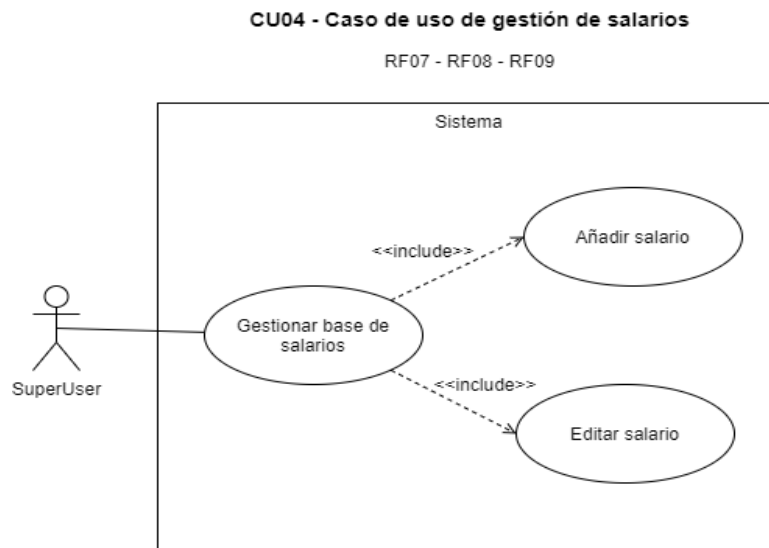 CU04 - Caso de uso de gestión de salarios
RF07 - RF08 - RF09
Sistema
Añadir salario
<<include>>
Gestionar base de
salarios
<<include>>
SuperUser
Editar salario